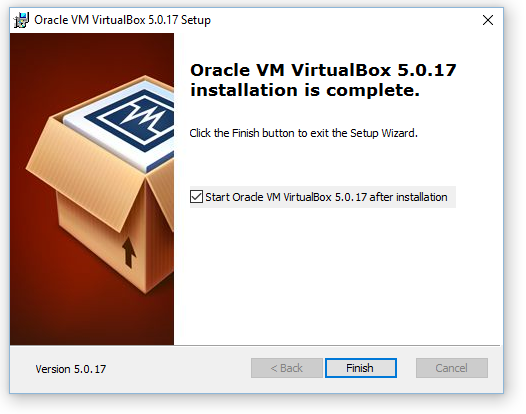 Oracle VM VirtualBox 5.0.17 Setup
Oracle VM VirtualBox 5.0.17
installation is complete.
Click the Finish button to exit the Setup Wizard.
Start Oracle VM VirtualBox 5.0.17 after installation
Version 5.0.17
< Back
Finish
Cancel